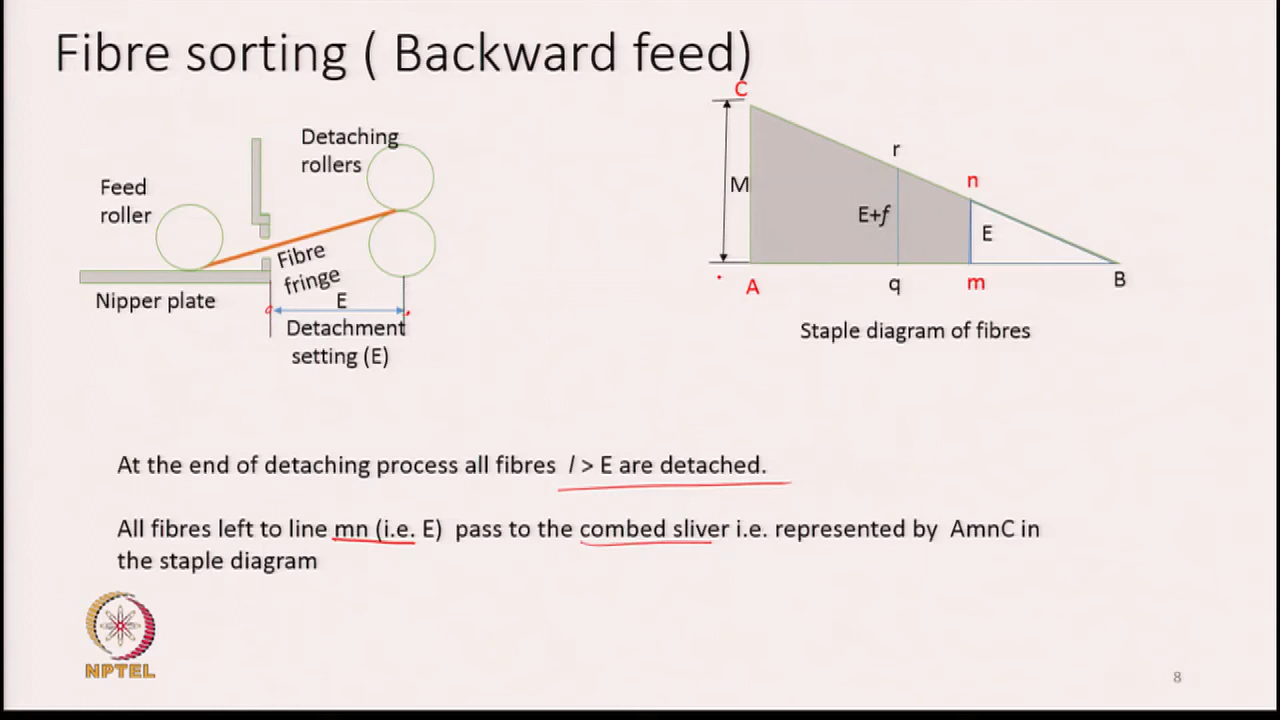 Fibre sorting ( Backward feed)
Detaching
rollers
Feed
roller
Fibre
fringe
Nipper plate
E
Detachment
setting (E)
C
M
r
n
E+f
E
A
q
m
B
Staple diagram of fibres
At the end of detaching process all fibres l > E are detached.
All fibres left to line mn (i.e. E) pass to the combed sliver i.e. represented by AmnC in
the staple diagram
NPTEL
8